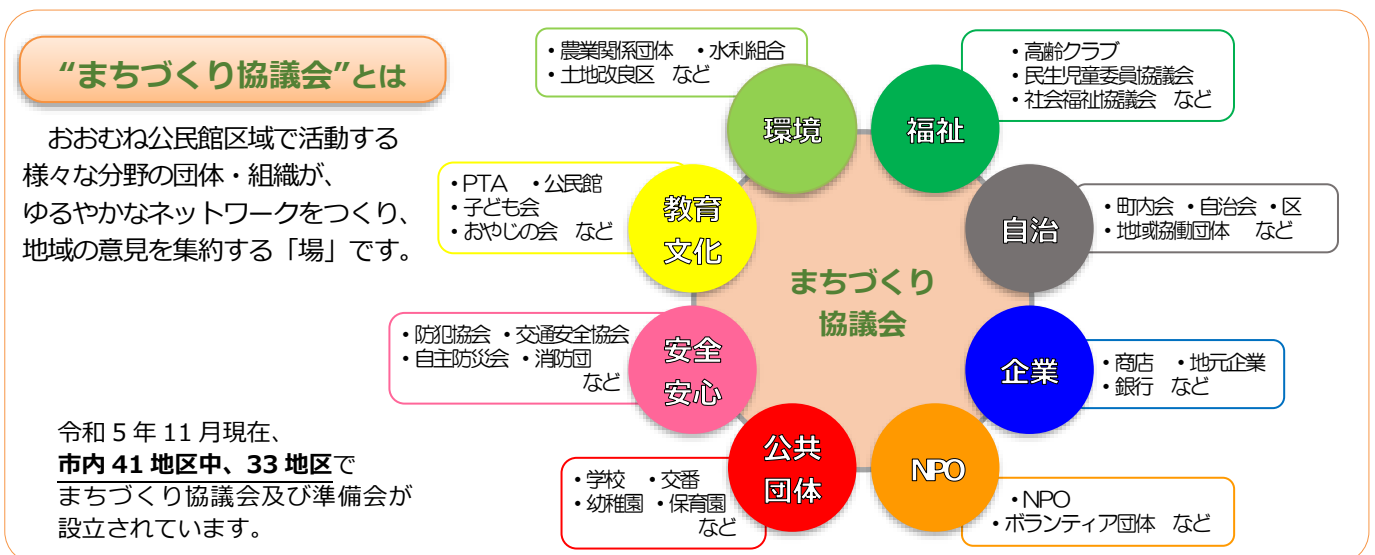 “まちづくり協議会”とは
おおむね公民館区域で活動する
様々な分野の団体・組織が、
ゆるやかなネットワークをつくり、
地域の意見を集約する「場」です。
令和 5 年 11 月現在、
市内 41 地区中、33 地区で
まちづくり協議会及び準備会が
設立されています。
まちづくり
協議会
環境
・農業関係団体 ・水利組合
・土地改良区 など
福祉
・高齢クラブ
・民生児童委員協議会
・社会福祉協議会 など
自治
・町内会 ・自治会 ・区
・地域協働団体 など
企業
・商店 ・地元企業
・銀行 など
NPO
・NPO
・ボランティア団体 など
公共
団体
・学校 ・交番
・幼稚園 ・保育園
など
安全
安心
・防犯協会 ・交通安全協会
・自主防災会 ・消防団
など
教育
文化
・PTA ・公民館
・子ども会
・おやじの会 など